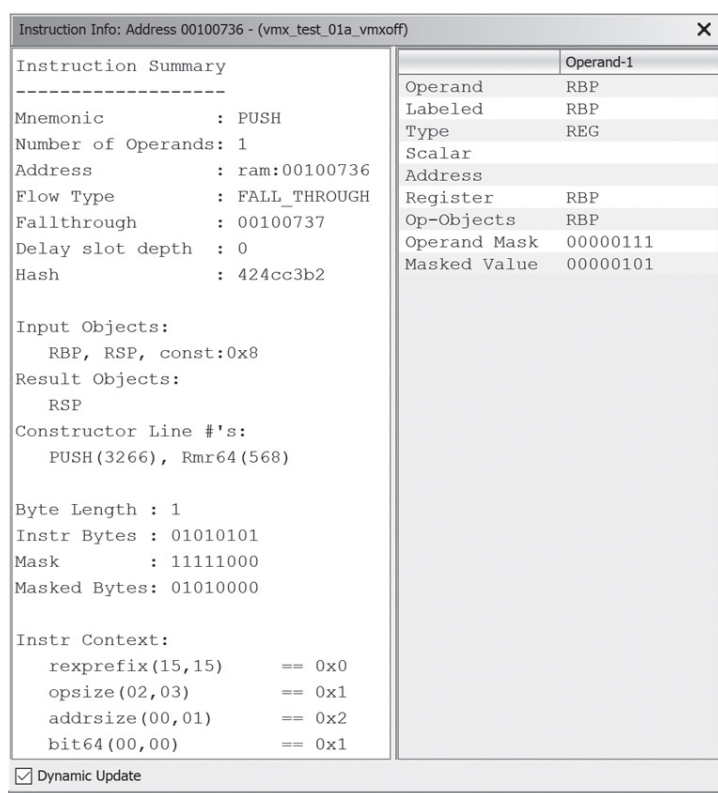 Instruction Info: Address 00100736 - (vmx_test_01a_vmxoff)
Instruction Summary
-------------------
Mnemonic          : PUSH
Number of Operands: 1
Address           : ram:00100736
Flow Type         : FALL_THROUGH
Fallthrough       : 00100737
Delay slot depth  : 0
Hash              : 424cc3b2
Input Objects:
RBP, RSP, const:0x8
Result Objects:
RSP
Constructor Line #'s:
PUSH(3266), Rmr64(568)
Byte Length : 1
Instr Bytes : 01010101
Mask        : 11111000
Masked Bytes: 01010000
Instr Context:
rexprefix(15,15)     == 0x0
opsize(02,03)        == 0x1
addrsize(00,01)      == 0x2
bit64(00,00)         == 0x1
Operand-1
Operand RBP
Labeled RBP
Type REG
Scalar
Address
Register RBP
Op-Objects RBP
Operand Mask 00000111
Masked Value 00000101
Dynamic Update